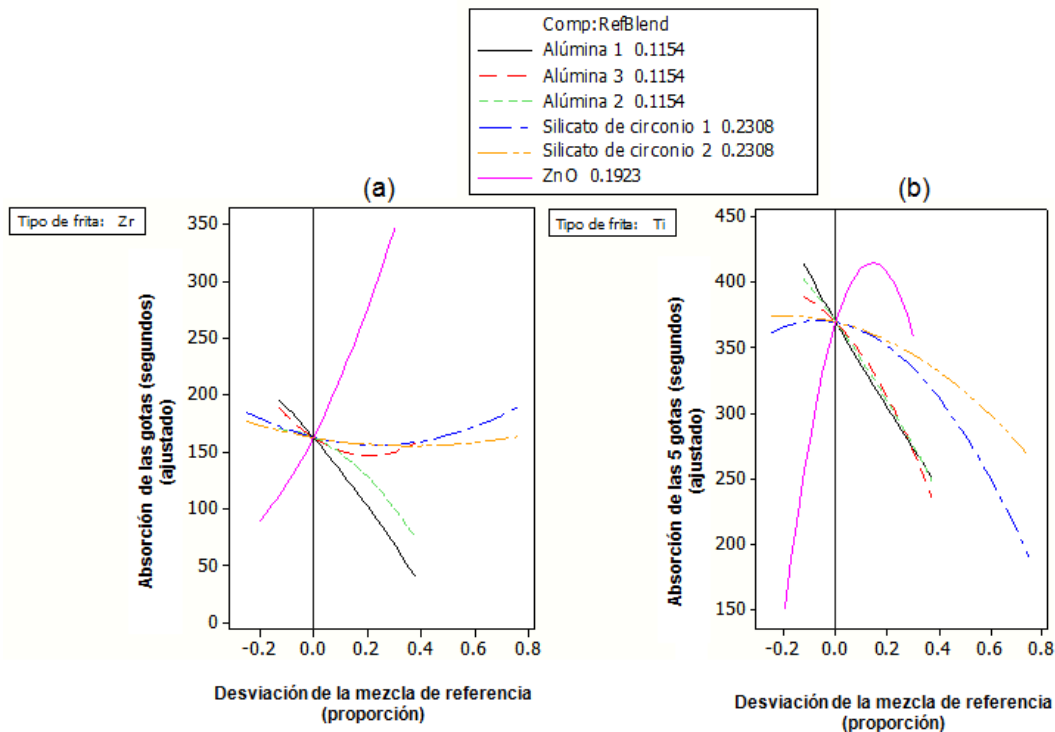 Comp:RefBlend
Alúmina 1 0.1154
Alúmina 3 0.1154
Alúmina 2 0.1154
Silicato de circonio 1 0.2308
Silicato de circonio 2 0.2308
ZnO 0.1923
(a)
Tipo de frita: Zr
Absorción de las gotas (segundos)
(ajustado)
350
300
250
200
150
100
50
0
-0.2 0.0 0.2 0.4 0.6 0.8
Desviación de la mezcla de referencia
(proporción)
(b)
Tipo de frita: Ti
Absorción de las 5 gotas (segundos)
(ajustado)
450
400
350
300
250
200
150
-0.2 0.0 0.2 0.4 0.6 0.8
Desviación de la mezcla de referencia
(proporción)